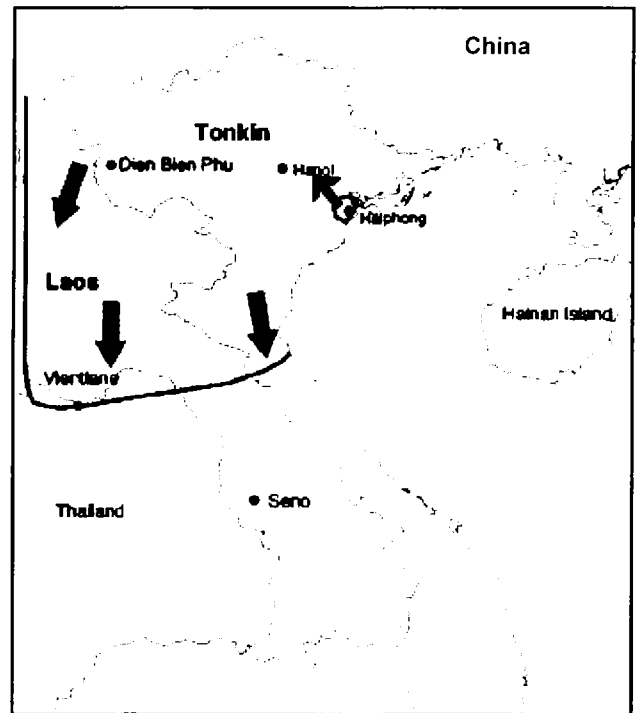 China
Tonkin
Dien Bien Phu
Hanoi
Haiphong
Laos
Hainan Island
Vientiane
Thailand
Seno